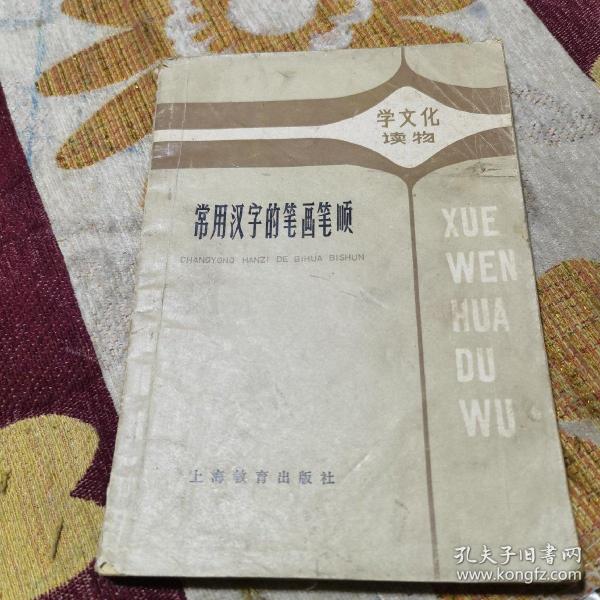 学文化
读物
常用汉字的笔画笔顺
CHANGYONG HANZI DE BIHUA BISHUN
XUE
WEN
HUA
DU
WU
上海教育出版社
孔夫子旧书网
www.kongfz.com